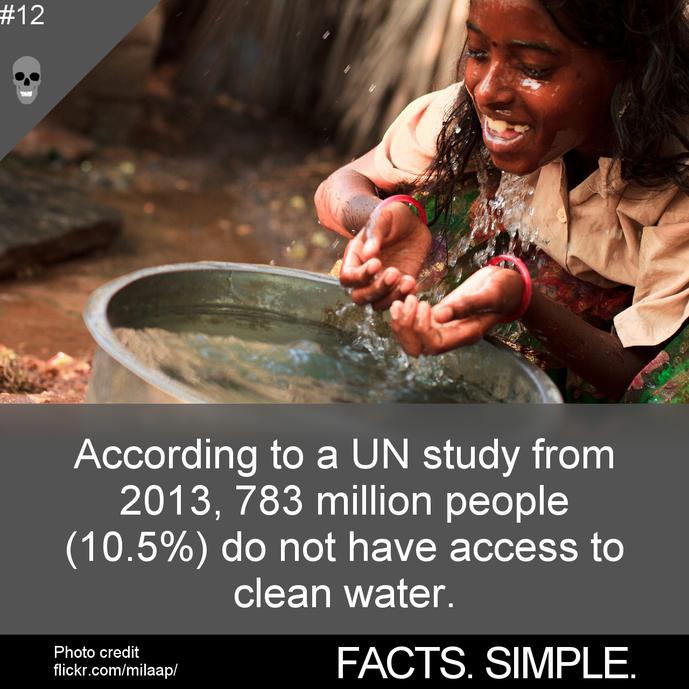 #12
According to a UN study from
2013, 783 million people
(10.5%) do not have access to
clean water.
Photo credit
flickr.com/milaap/
FACTS. SIMPLE.